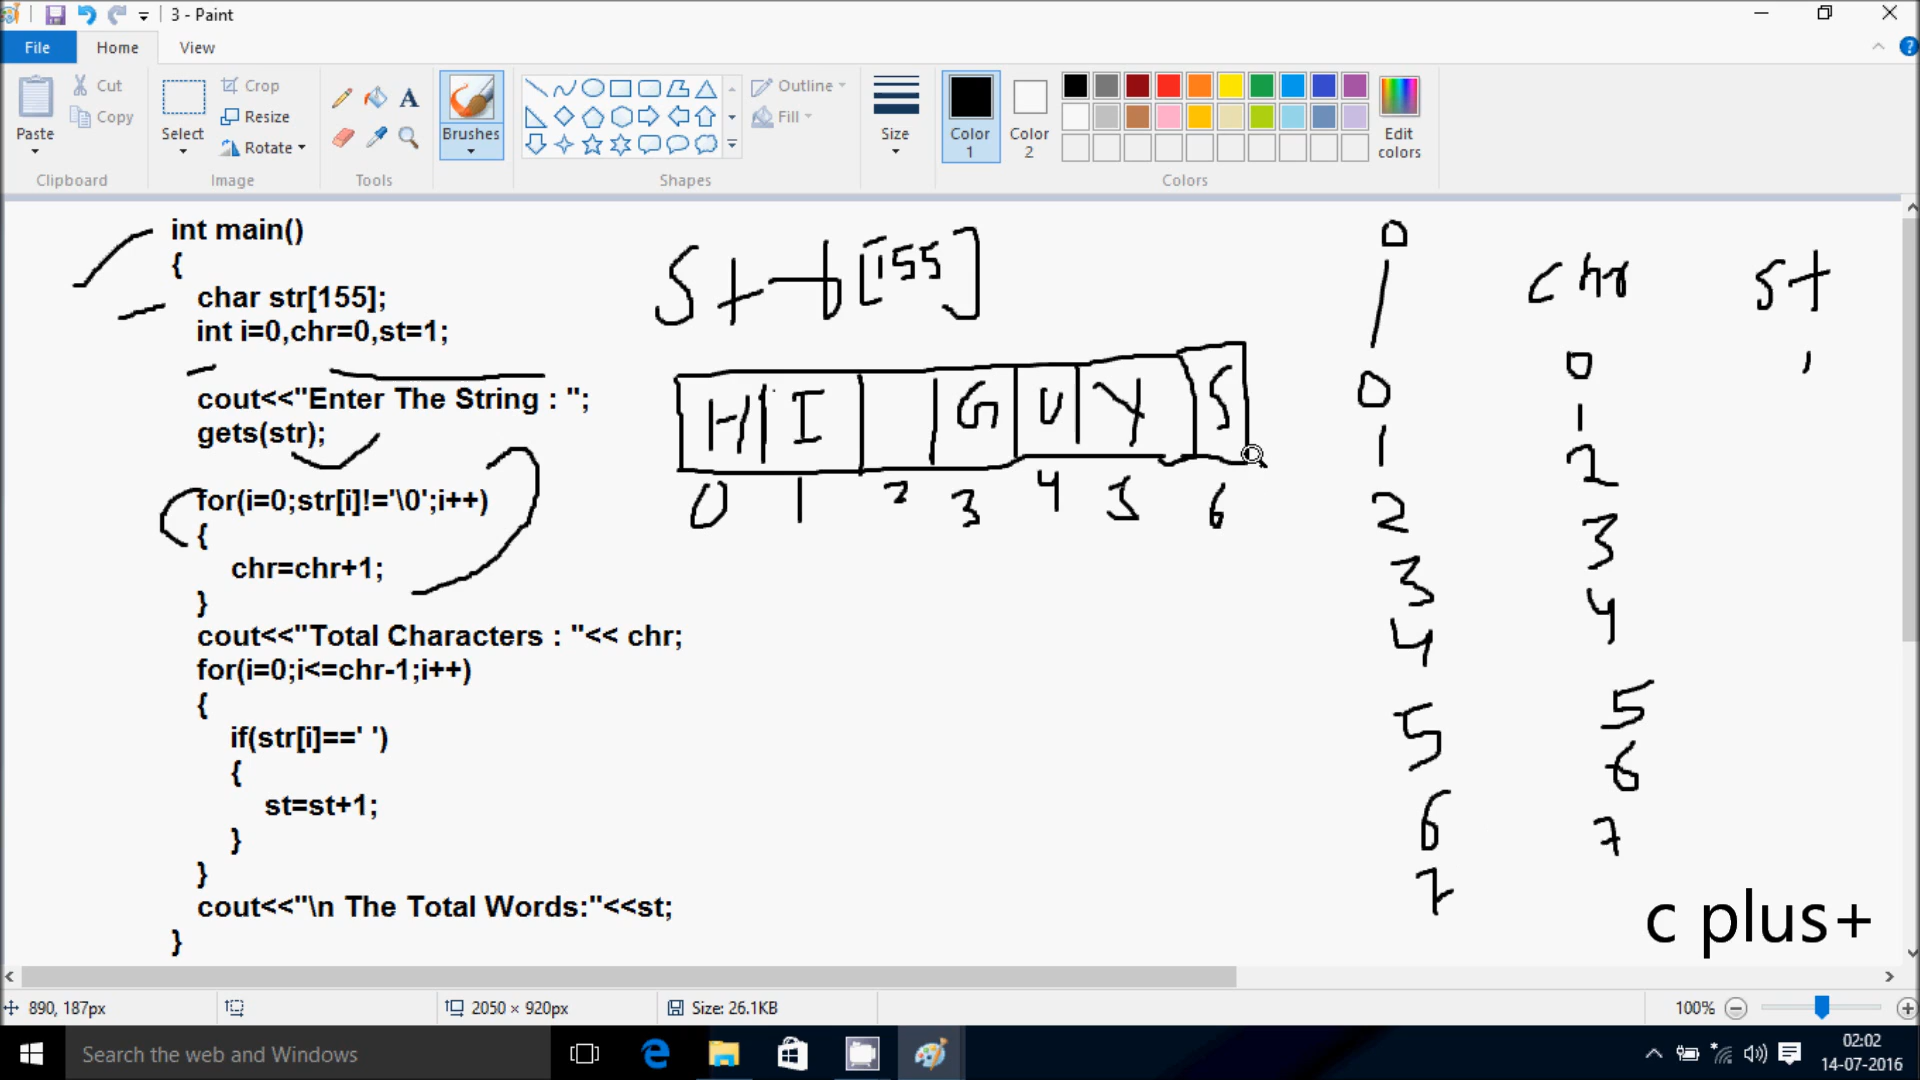 3 - Paint
File Home View
Paste
Cut
Copy
Clipboard
Select
Crop
Resize
Rotate
Image
Tools
Brushes
Shapes
Outline
Fill
Size
Color 1
Color 2
Edit colors
Colors
int main()
{
char str[155];
int i=0,chr=0,st=1;
cout<<"Enter The String : ";
gets(str);
for(i=0;str[i]!='\0';i++)
{
chr=chr+1;
}
cout<<"Total Characters : "<< chr;
for(i=0;i<=chr-1;i++)
{
if(str[i]==' ')
{
st=st+1;
}
}
cout<<"\n The Total Words:"<<st;
}
[155]
H I G U Y S
0 1 2 3 4 5 6
chr st
0 0
1 1
2 2
3 3
4 4
5 5
6 6
7 7
c plus+
890, 187px
2050 × 920px
Size: 26.1KB
100%
Search the web and Windows
02:02
14-07-2016